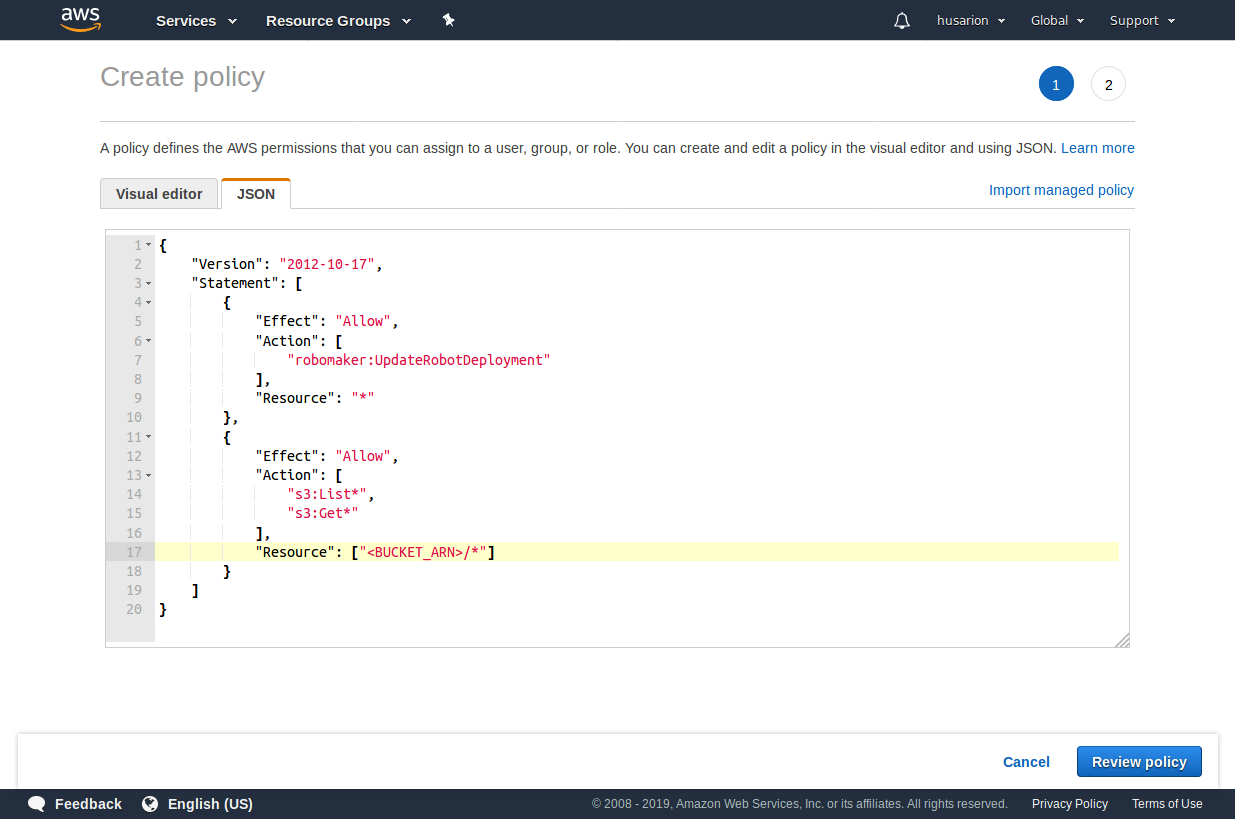 aws Services Resource Groups husarion Global Support
Create policy
1 2
A policy defines the AWS permissions that you can assign to a user, group, or role. You can create and edit a policy in the visual editor and using JSON. Learn more
Visual editor JSON Import managed policy
1 {
2     "Version": "2012-10-17",
3     "Statement": [
4         {
5             "Effect": "Allow",
6             "Action": [
7                 "robomaker:UpdateRobotDeployment"
8             ],
9             "Resource": "*"
10         },
11         {
12             "Effect": "Allow",
13             "Action": [
14                 "s3:List*",
15                 "s3:Get*"
16             ],
17             "Resource": ["<BUCKET_ARN>/*"]
18         }
19     ]
20 }
Cancel Review policy
Feedback English (US) © 2008 - 2019, Amazon Web Services, Inc. or its affiliates. All rights reserved. Privacy Policy Terms of Use